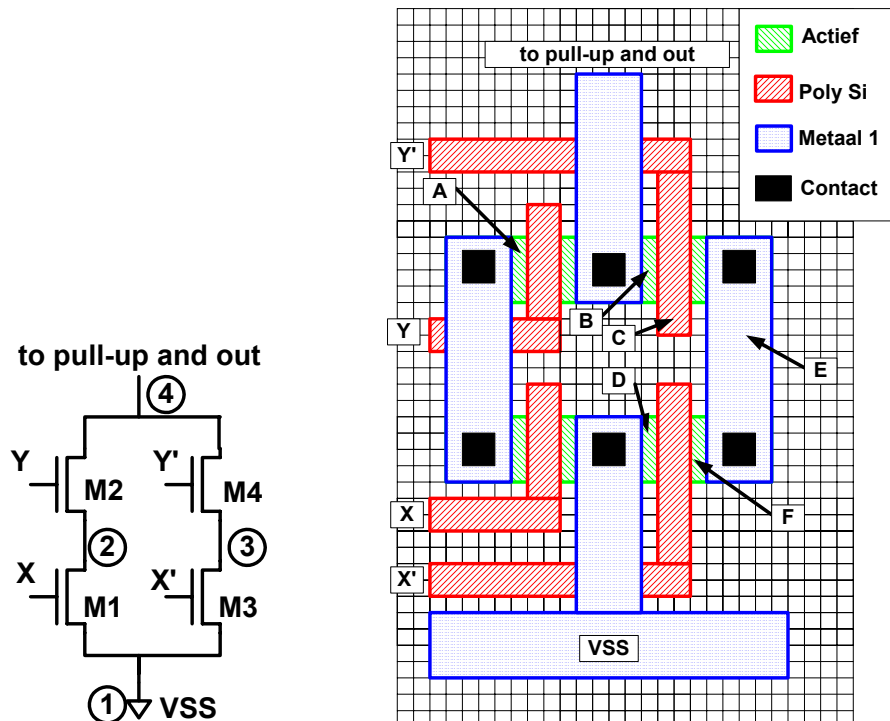 to pull-up and out
4
Y
Y'
M2
M4
2
3
X
X'
M1
M3
1
VSS
to pull-up and out
Actief
Poly Si
Metaal 1
Contact
Y'
A
B
C
Y
D
E
X
F
X'
VSS